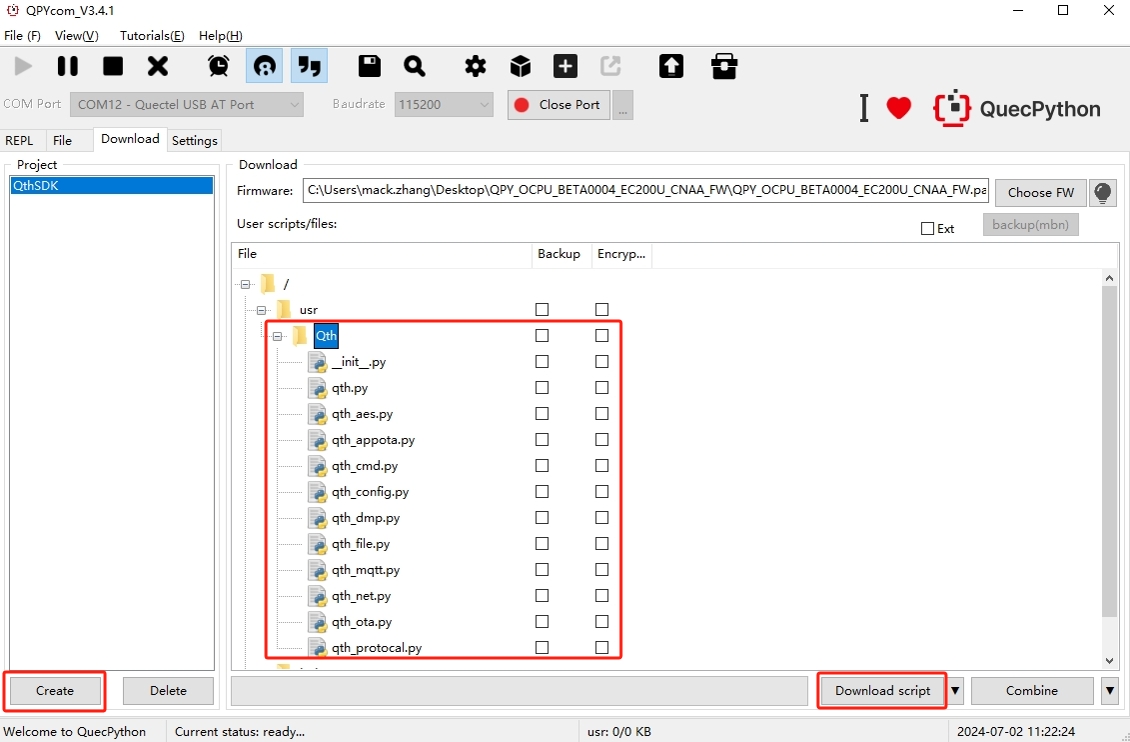 QPYcom_V3.4.1
File (F) View(V) Tutorials(E) Help(H)
COM Port COM12 - Quectel USB AT Port Baudrate 115200 Close Port ...
QuecPython
REPL File Download Settings
Project
QthSDK
Download
Firmware: C:\Users\mack.zhang\Desktop\QPY_OCPU_BETA0004_EC200U_CNAA_FW\QPY_OCPU_BETA0004_EC200U_CNAA_FW.pa Choose FW
User scripts/files: Ext backup(mbn)
File Backup Encryp...
/
usr
Qth
__init__.py
qth.py
qth_aes.py
qth_appota.py
qth_cmd.py
qth_config.py
qth_dmp.py
qth_file.py
qth_mqtt.py
qth_net.py
qth_ota.py
qth_protocal.py
Create Delete Download script Combine
Welcome to QuecPython Current status: ready... usr: 0/0 KB 2024-07-02 11:22:24